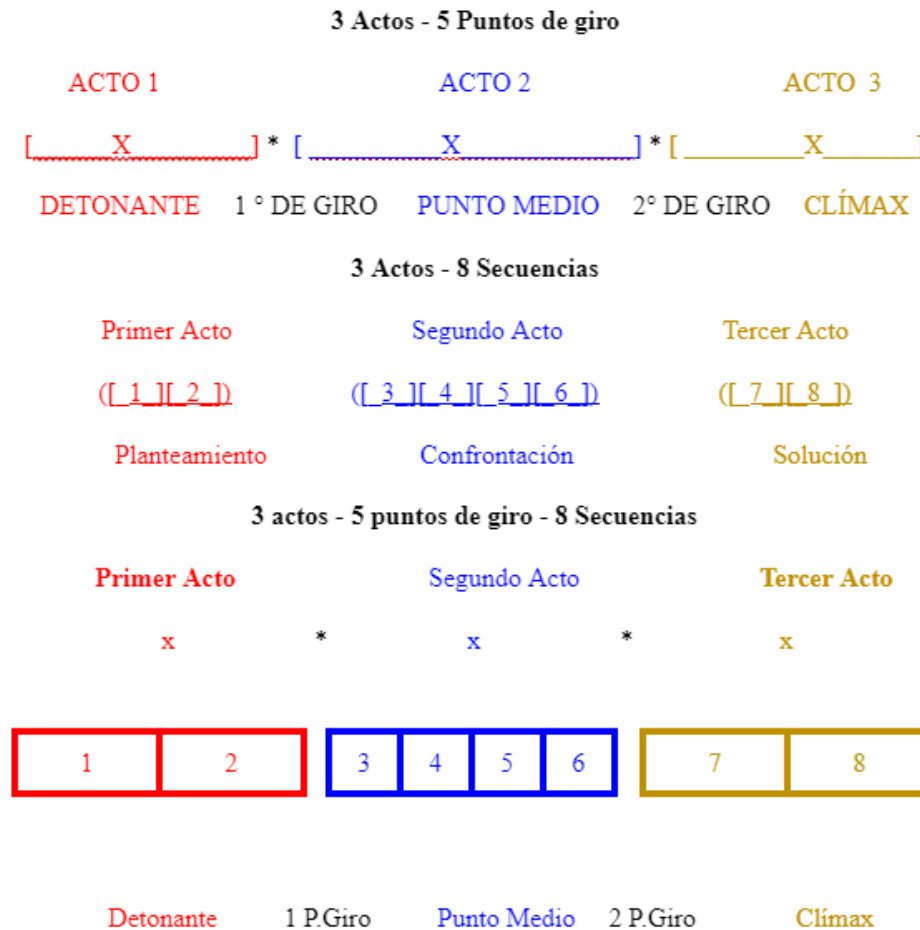 3 Actos - 5 Puntos de giro
ACTO 1 ACTO 2 ACTO 3
[______X__________] * [ __________X_____________] * [ _________X_______]
DETONANTE 1 ° DE GIRO PUNTO MEDIO 2° DE GIRO CLÍMAX
3 Actos - 8 Secuencias
Primer Acto Segundo Acto Tercer Acto
([_1_][_2_]) ([_3_][_4_][_5_][_6_]) ([_7_][_8_])
Planteamiento Confrontación Solución
3 actos - 5 puntos de giro - 8 Secuencias
Primer Acto Segundo Acto Tercer Acto
x * x * x
1 2 3 4 5 6 7 8
Detonante 1 P.Giro Punto Medio 2 P.Giro Clímax